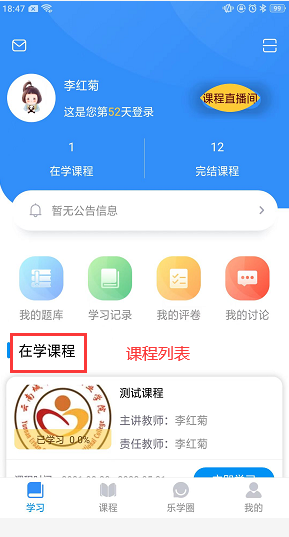 18:47
99
李红菊
这是您第52天登录
课程直播间
1
在学课程
12
完结课程
暂无公告信息
我的题库
学习记录
我的评卷
我的讨论
在学课程
课程列表
已学习 0.0%
测试课程
主讲教师：李红菊
责任教师：李红菊
学习
课程
乐学圈
我的